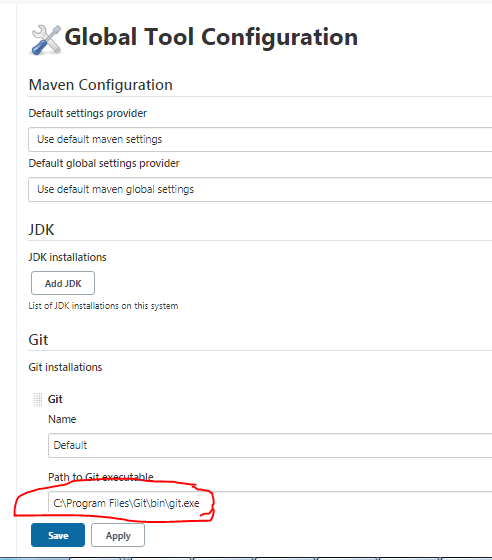 Global Tool Configuration
Maven Configuration
Default settings provider
Use default maven settings
Default global settings provider
Use default maven global settings
JDK
JDK installations
Add JDK
List of JDK installations on this system
Git
Git installations
Git
Name
Default
Path to Git executable
C:\Program Files\Git\bin\git.exe
Save
Apply